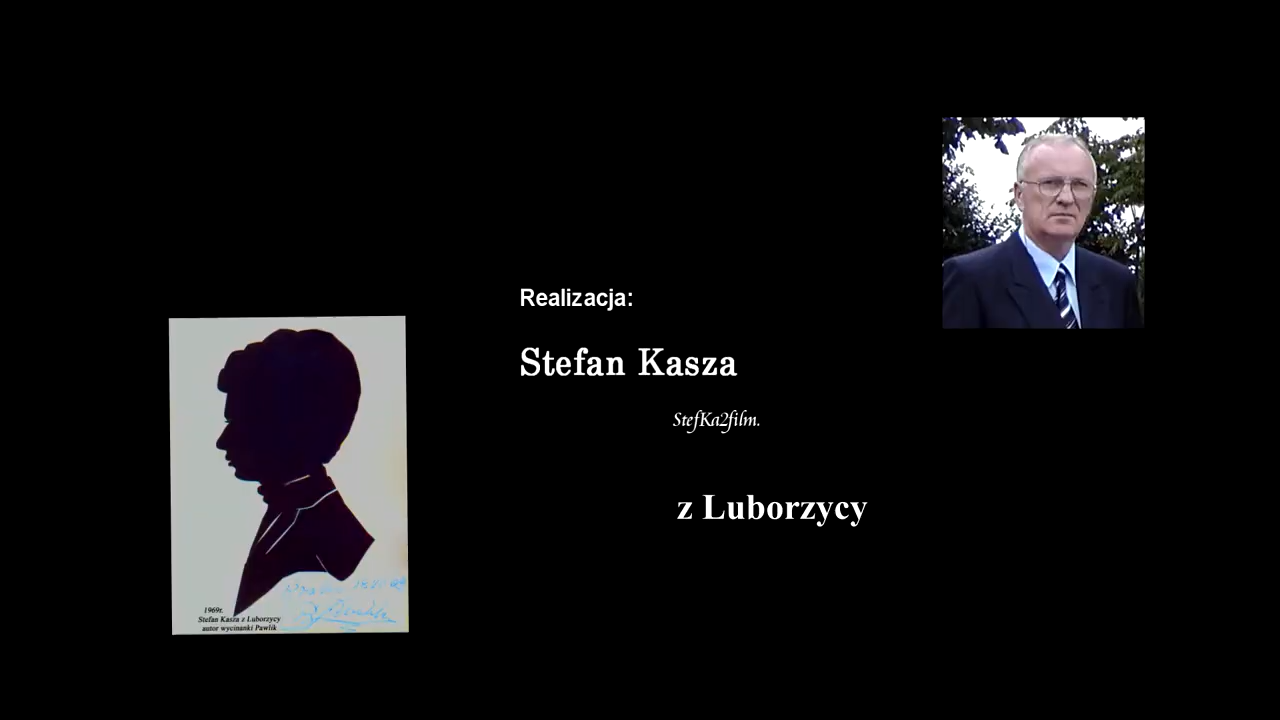 Realizacja:
Stefan Kasza
StefKa2film.
z Luborzycy
1969r.
Stefan Kasza z Luborzycy
autor wycinanki Pawlik